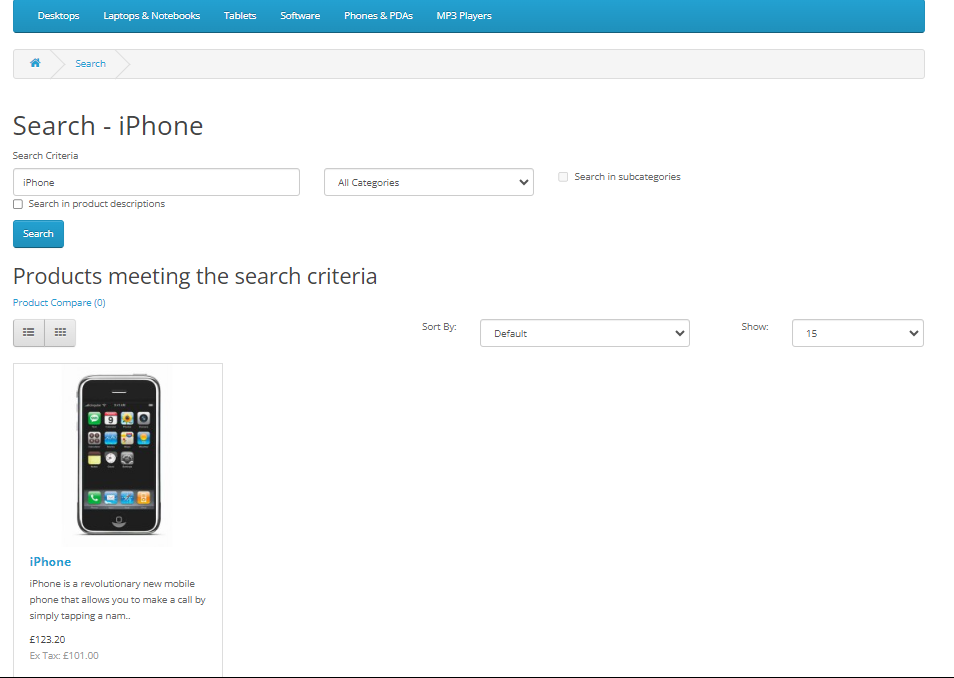 Desktops Laptops & Notebooks Tablets Software Phones & PDAs MP3 Players
Search
Search - iPhone
Search Criteria
iPhone
All Categories
Search in subcategories
Search in product descriptions
Search
Products meeting the search criteria
Product Compare (0)
Sort By: Default Show: 15
iPhone
iPhone is a revolutionary new mobile
phone that allows you to make a call by
simply tapping a nam..
£123.20
Ex Tax: £101.00